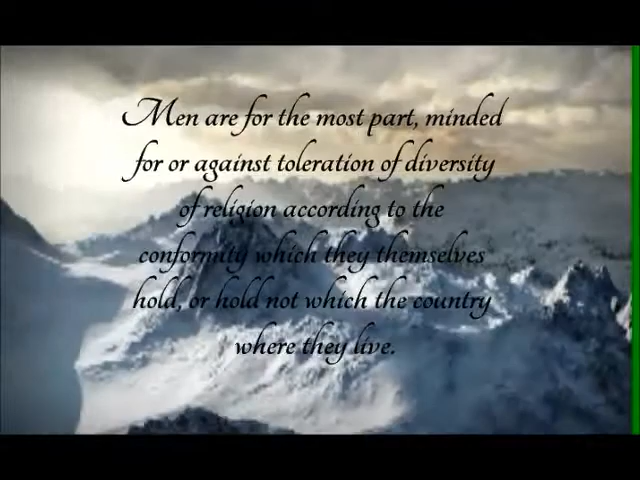 Men are for the most part, minded
for or against toleration of diversity
of religion according to the
conformity which they themselves
hold, or hold not which the country
where they live.